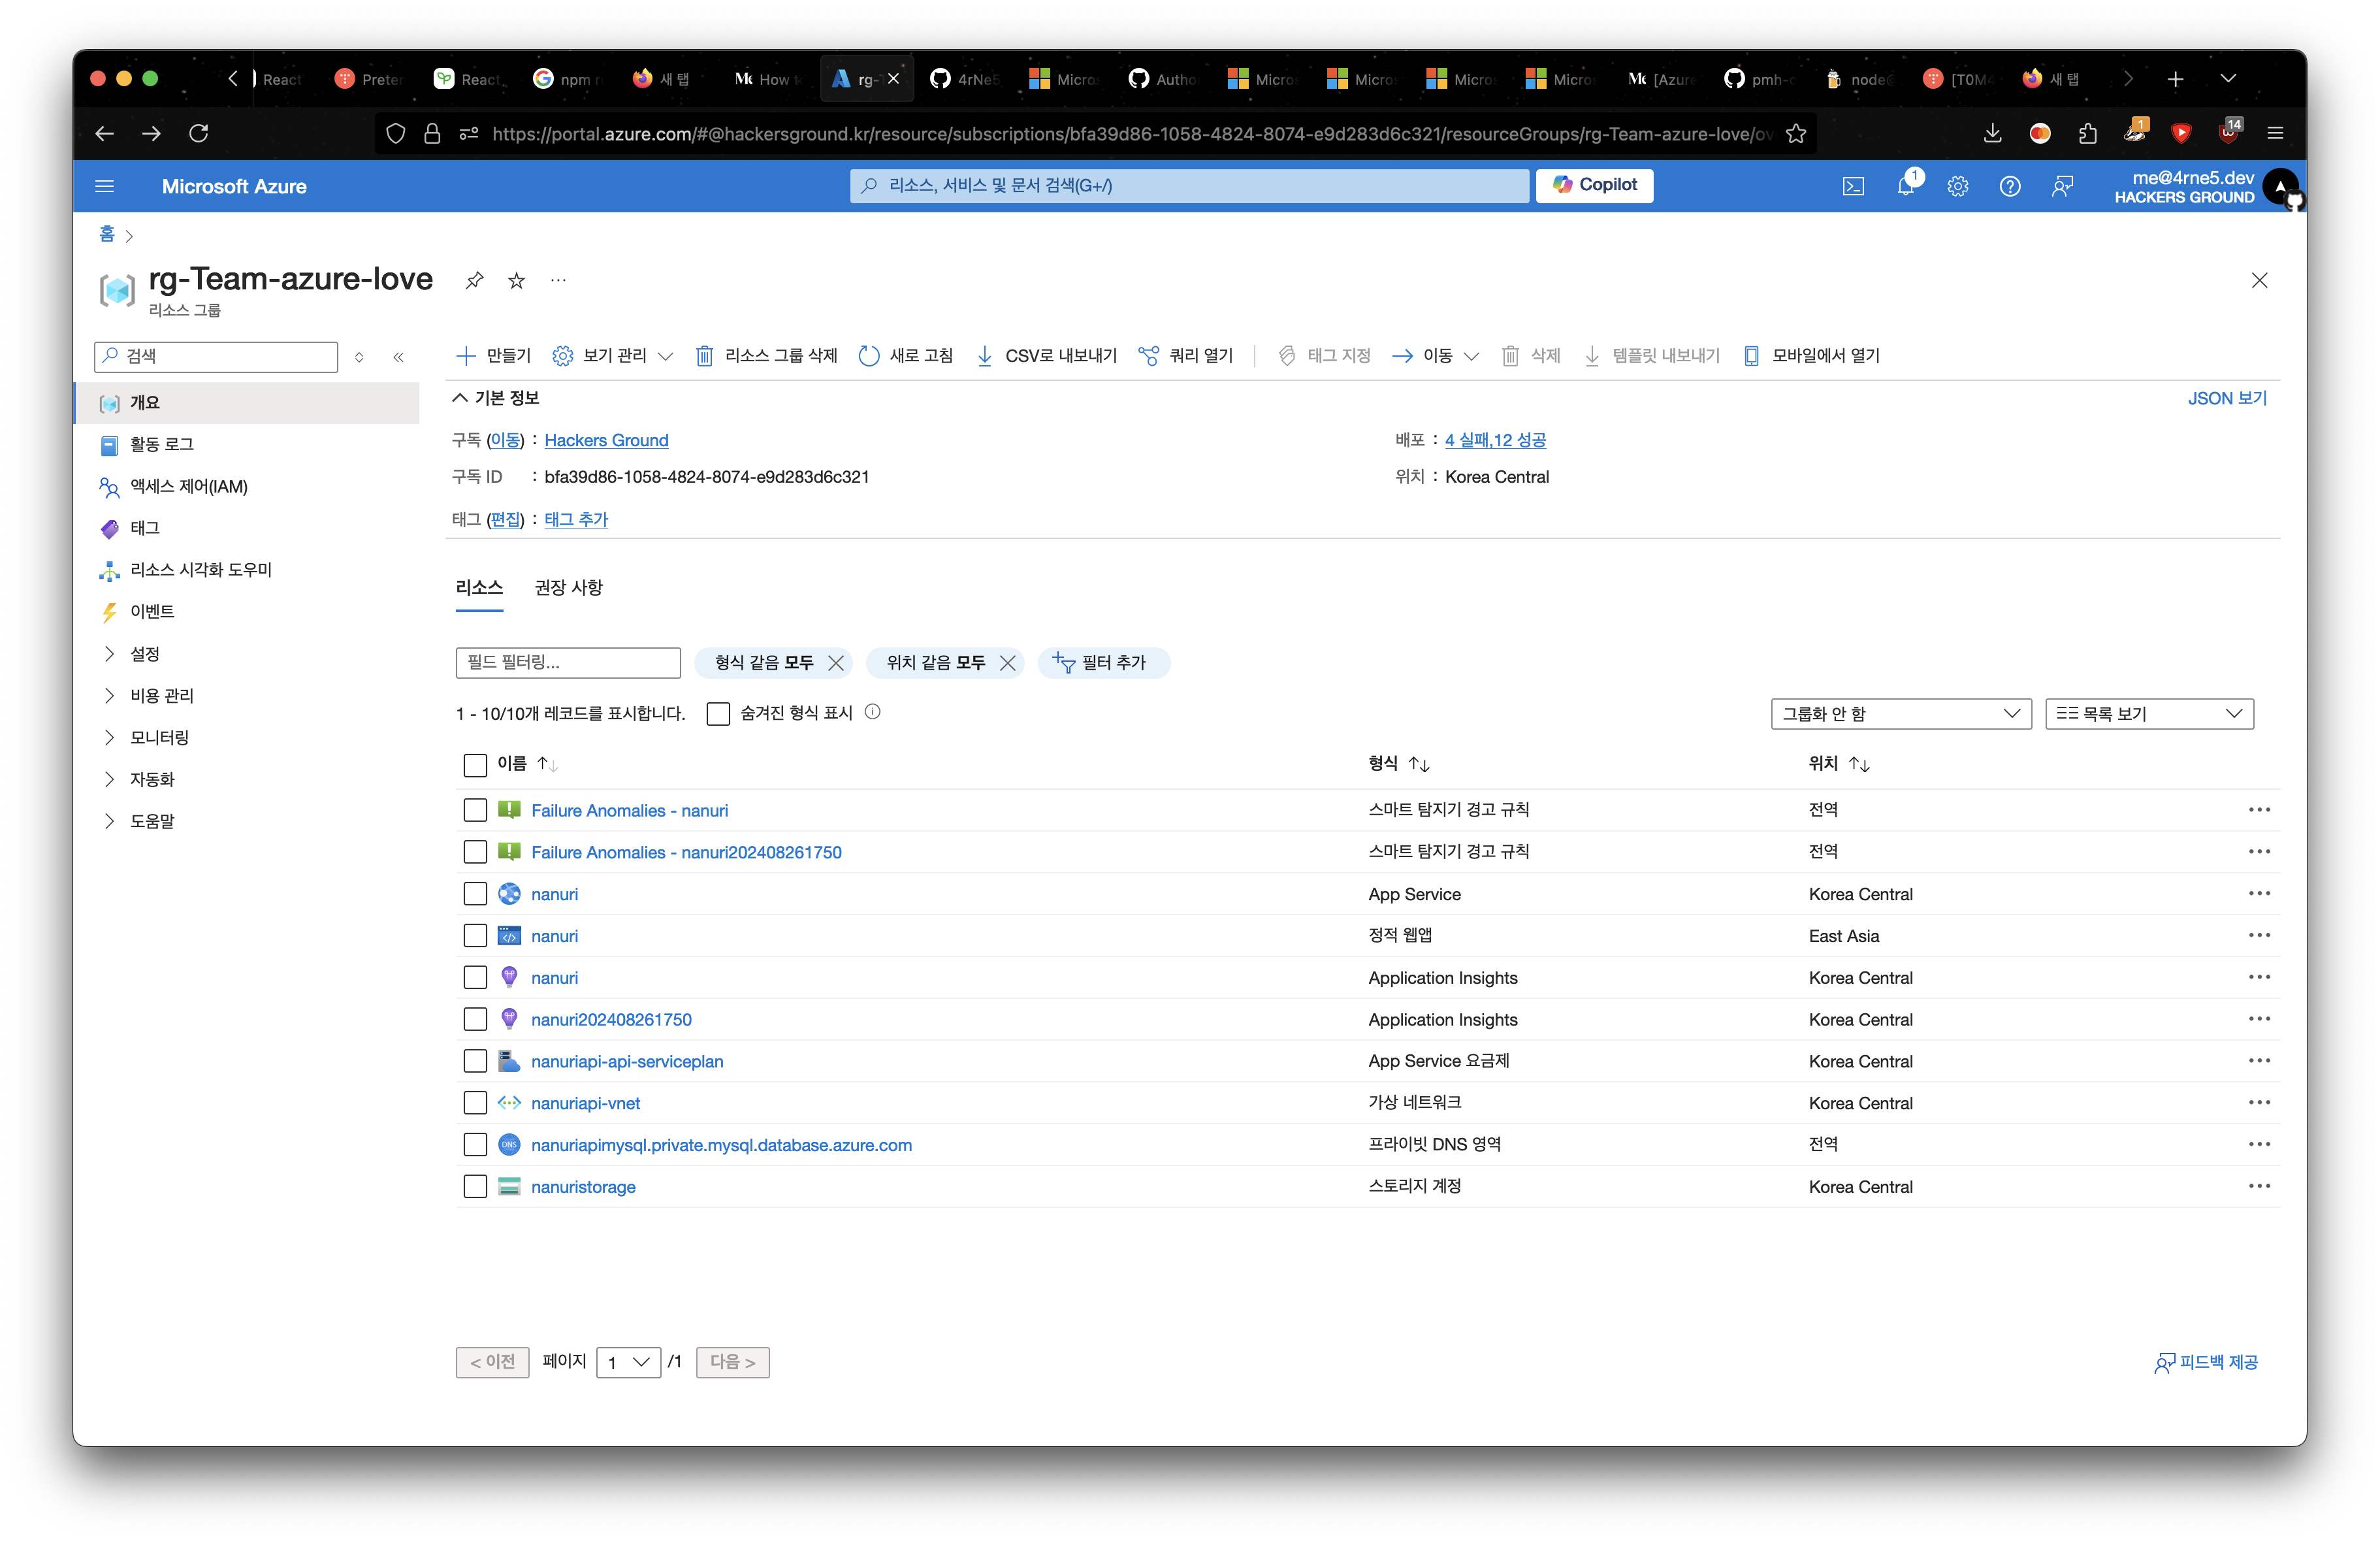 React
Preten
React
npm r
새 탭
How t
rg-
4rNe5
Micros
Autho
Micros
Micros
Micros
Micros
[Azure
pmh-
node@
[T0M4
새 탭
https://portal.azure.com/#@hackersground.kr/resource/subscriptions/bfa39d86-1058-4824-8074-e9d283d6c321/resourceGroups/rg-Team-azure-love/ov
1
14
Microsoft Azure
리소스, 서비스 및 문서 검색(G+/)
Copilot
1
me@4rne5.dev
HACKERS GROUND
홈
rg-Team-azure-love
리소스 그룹
검색
만들기
보기 관리
리소스 그룹 삭제
새로 고침
CSV로 내보내기
쿼리 열기
태그 지정
이동
삭제
템플릿 내보내기
모바일에서 열기
개요
활동 로그
액세스 제어(IAM)
태그
리소스 시각화 도우미
이벤트
설정
비용 관리
모니터링
자동화
도움말
기본 정보
JSON 보기
구독 (이동) : Hackers Ground
배포 : 4 실패,12 성공
구독 ID : bfa39d86-1058-4824-8074-e9d283d6c321
위치 : Korea Central
태그 (편집) : 태그 추가
리소스
권장 사항
필드 필터링...
형식 같음 모두
위치 같음 모두
필터 추가
1 - 10/10개 레코드를 표시합니다.
숨겨진 형식 표시
그룹화 안 함
목록 보기
이름 형식 위치
Failure Anomalies - nanuri 스마트 탐지기 경고 규칙 전역
Failure Anomalies - nanuri202408261750 스마트 탐지기 경고 규칙 전역
nanuri App Service Korea Central
nanuri 정적 웹앱 East Asia
nanuri Application Insights Korea Central
nanuri202408261750 Application Insights Korea Central
nanuriapi-api-serviceplan App Service 요금제 Korea Central
nanuriapi-vnet 가상 네트워크 Korea Central
DNS nanuriapimysql.private.mysql.database.azure.com 프라이빗 DNS 영역 전역
nanuristorage 스토리지 계정 Korea Central
< 이전 페이지 1 /1 다음 >
피드백 제공